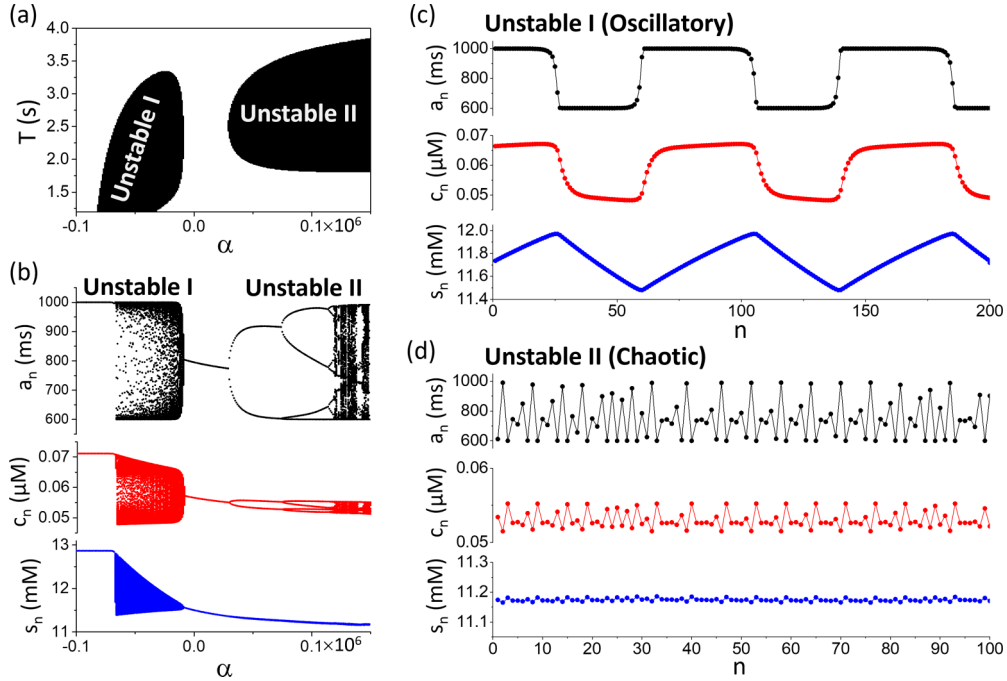 (a)
4.0
3.5
3.0
2.5
2.0
1.5
T (s)
Unstable I
Unstable II
-0.1 0.0 0.1×10⁶
α
(b)
Unstable I Unstable II
1000
900
800
700
600
aₙ (ms)
0.07
0.06
0.05
cₙ (µM)
13
12
11
sₙ (mM)
-0.1 0.0 0.1×10⁶
α
(c) Unstable I (Oscillatory)
1000
800
600
aₙ (ms)
0.07
0.06
0.05
cₙ (µM)
12.0
11.8
11.6
11.4
sₙ (mM)
0 50 100 150 200
n
(d) Unstable II (Chaotic)
1000
800
600
aₙ (ms)
0.06
0.05
cₙ (µM)
11.3
11.2
11.1
sₙ (mM)
0 10 20 30 40 50 60 70 80 90 100
n